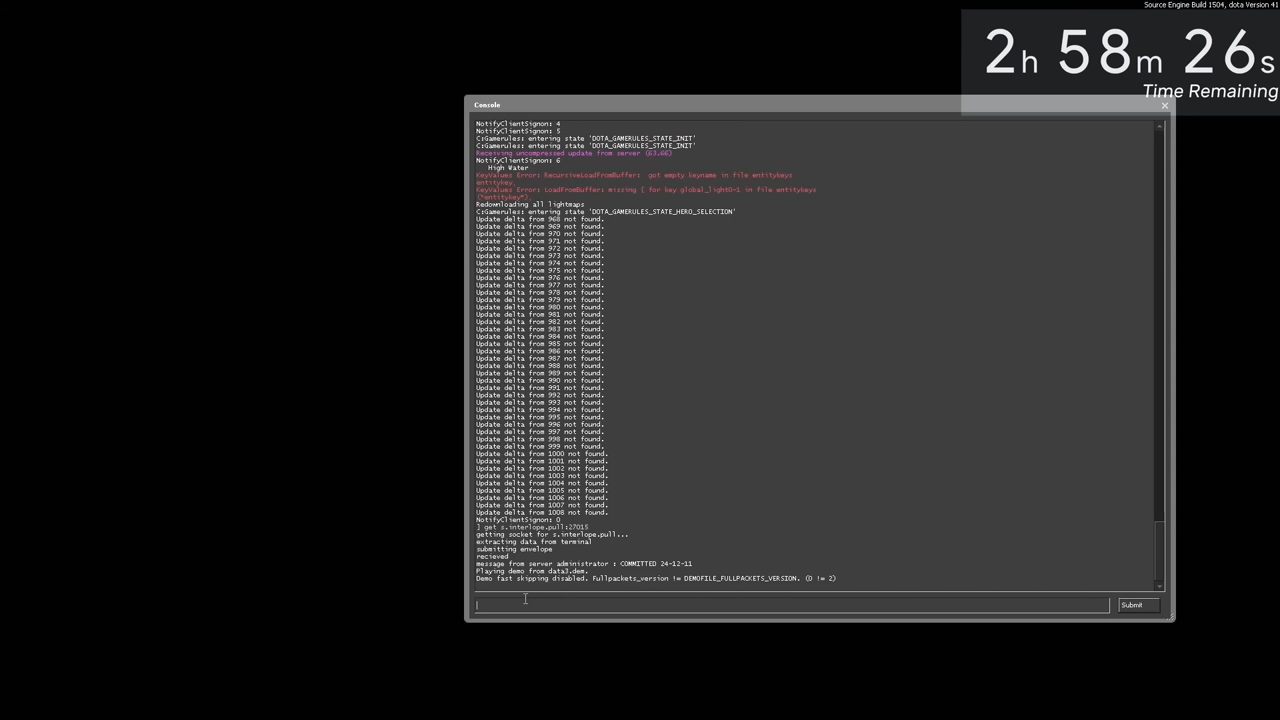 Source Engine Build 1504, dota Version 41
2h 58m 26s
Time Remaining
Console
NotifyClientSignon: 4
NotifyClientSignon: 5
C:Gamerules: entering state 'DOTA_GAMERULES_STATE_INIT'
C:Gamerules: entering state 'DOTA_GAMERULES_STATE_INIT'
Receiving uncompressed update from server (63.66)
NotifyClientSignon: 6
High Water
KeyValues Error: RecursiveLoadFromBuffer:  got empty keyname in file entitykeys
entitykey,
KeyValues Error: LoadFromBuffer: missing { for key global_light0-1 in file entitykeys
("entitykey"),
Redownloading all lightmaps
C:Gamerules: entering state 'DOTA_GAMERULES_STATE_HERO_SELECTION'
Update delta from 968 not found.
Update delta from 969 not found.
Update delta from 970 not found.
Update delta from 971 not found.
Update delta from 972 not found.
Update delta from 973 not found.
Update delta from 974 not found.
Update delta from 975 not found.
Update delta from 976 not found.
Update delta from 977 not found.
Update delta from 978 not found.
Update delta from 979 not found.
Update delta from 980 not found.
Update delta from 981 not found.
Update delta from 982 not found.
Update delta from 983 not found.
Update delta from 984 not found.
Update delta from 985 not found.
Update delta from 986 not found.
Update delta from 987 not found.
Update delta from 988 not found.
Update delta from 989 not found.
Update delta from 990 not found.
Update delta from 991 not found.
Update delta from 992 not found.
Update delta from 993 not found.
Update delta from 994 not found.
Update delta from 995 not found.
Update delta from 996 not found.
Update delta from 997 not found.
Update delta from 998 not found.
Update delta from 999 not found.
Update delta from 1000 not found.
Update delta from 1001 not found.
Update delta from 1002 not found.
Update delta from 1003 not found.
Update delta from 1004 not found.
Update delta from 1005 not found.
Update delta from 1006 not found.
Update delta from 1007 not found.
Update delta from 1008 not found.
NotifyClientSignon: 0
] get s.interlope.pull:27015
getting socket for s.interlope.pull...
extracting data from terminal
submitting envelope
recieved
message from server administrator : COMMITTED 24-12-11
Playing demo from data3.dem.
Demo fast skipping disabled. Fullpackets_version != DEMOFILE_FULLPACKETS_VERSION. (0 != 2)
Submit